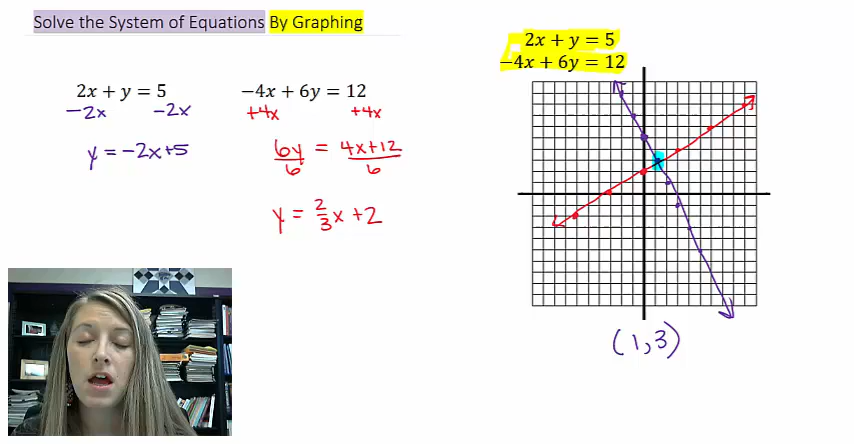 Solve the System of Equations By Graphing
2x + y = 5
−2x −2x
y = −2x+5
−4x + 6y = 12
+4x +4x
6y = 4x+12
6 6
y = 2/3 x + 2
2x + y = 5
−4x + 6y = 12
(1,3)